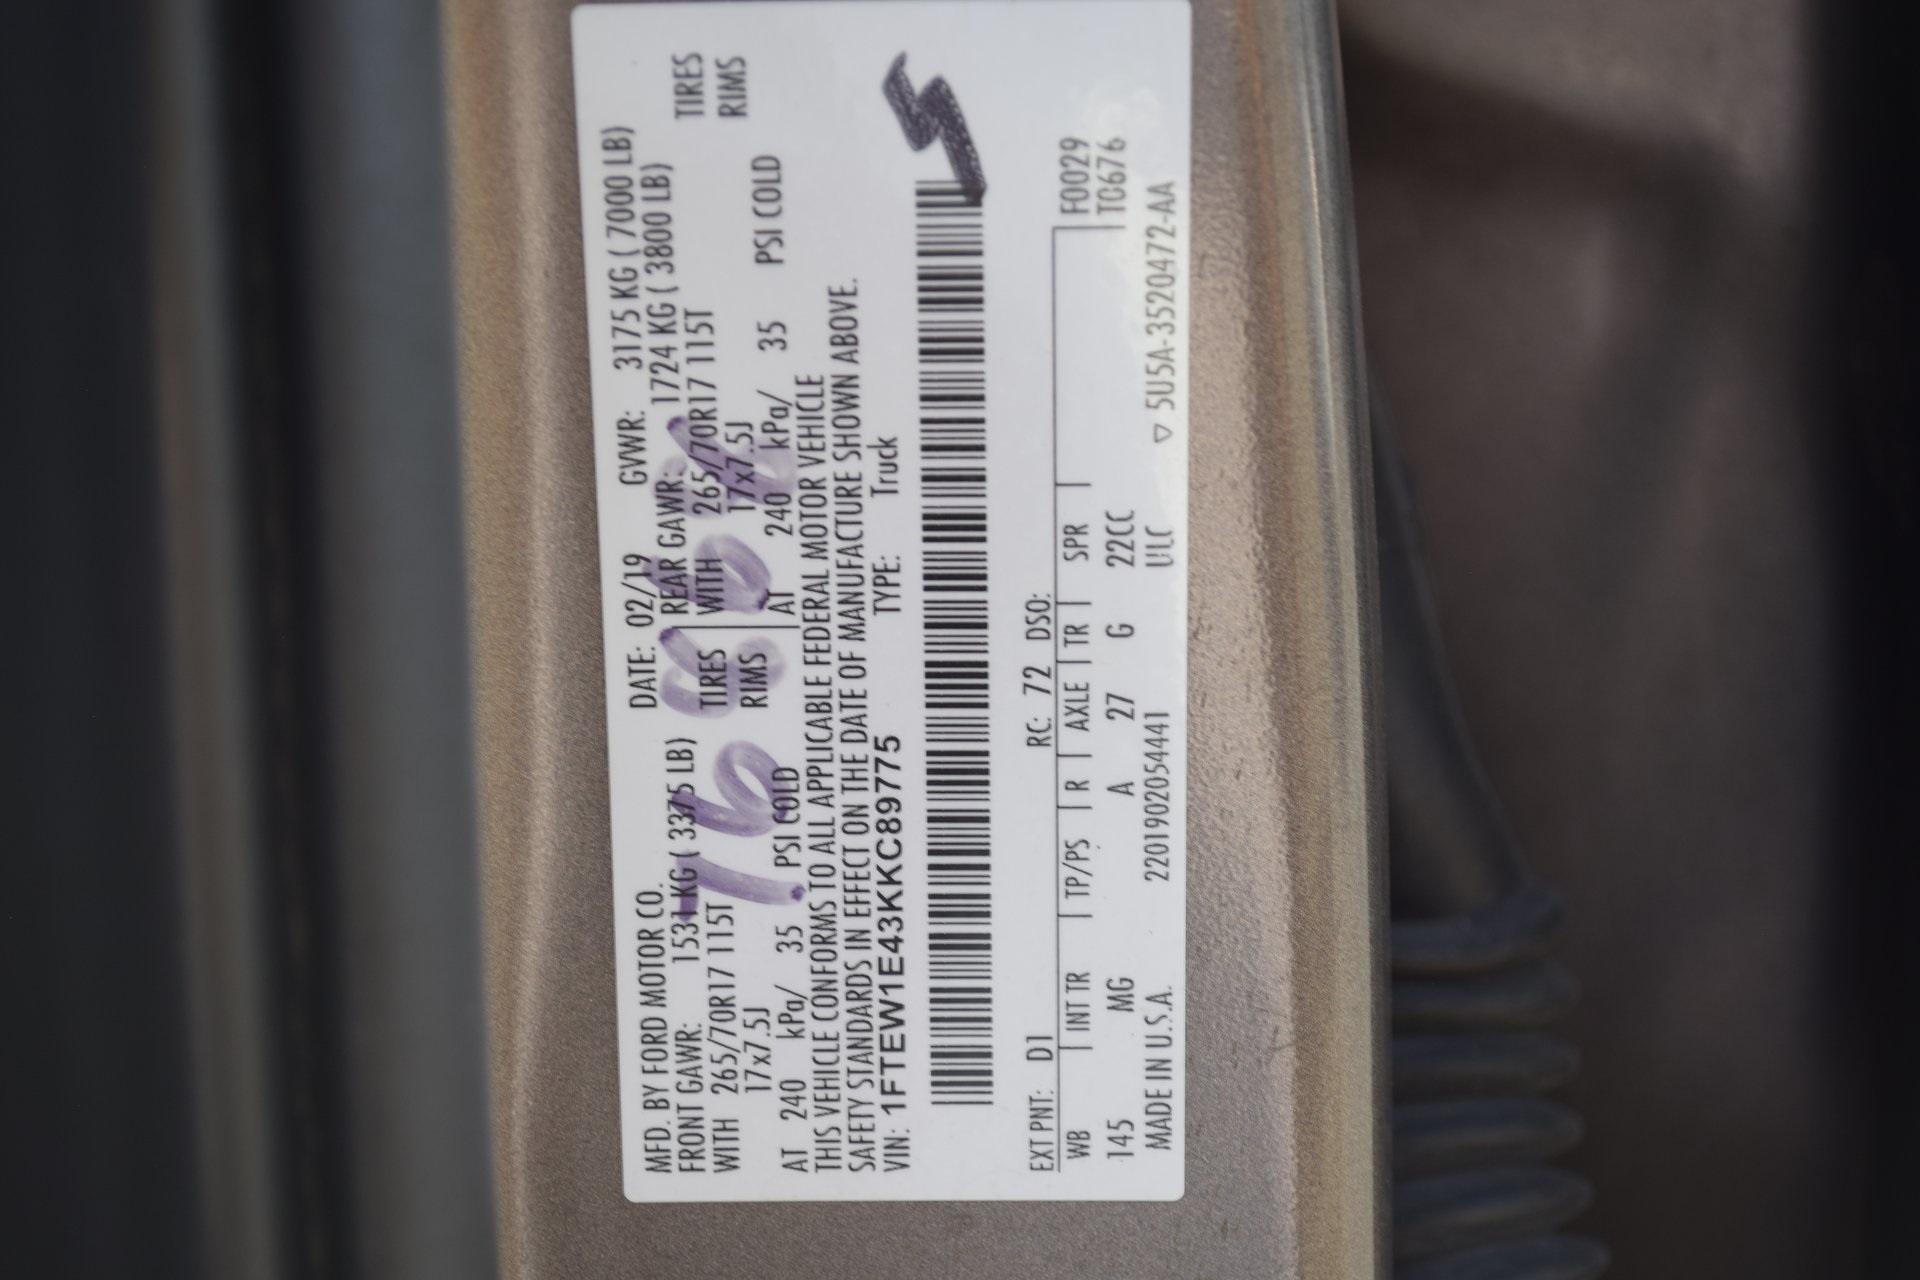 MFD. BY FORD MOTOR CO. DATE: 02/19 GVWR: 3175 KG ( 7000 LB)
FRONT GAWR: 1531 KG ( 3375 LB) REAR GAWR: 1724 KG ( 3800 LB)
WITH 265/70R17 115T TIRES WITH 265/70R17 115T TIRES
17x7.5J RIMS 17x7.5J RIMS
AT 240 kPa/ 35 PSI COLD AT 240 kPa/ 35 PSI COLD
THIS VEHICLE CONFORMS TO ALL APPLICABLE FEDERAL MOTOR VEHICLE
SAFETY STANDARDS IN EFFECT ON THE DATE OF MANUFACTURE SHOWN ABOVE.
VIN: 1FTEW1E43KKC89775 TYPE: Truck
EXT PNT: D1 RC: 72 DSO:
WB INT TR TP/PS R AXLE TR SPR F0029
145 MG A 27 G 22CC TC676
MADE IN U.S.A. 220190205441 ULC ▽ 5U5A-3520472-AA